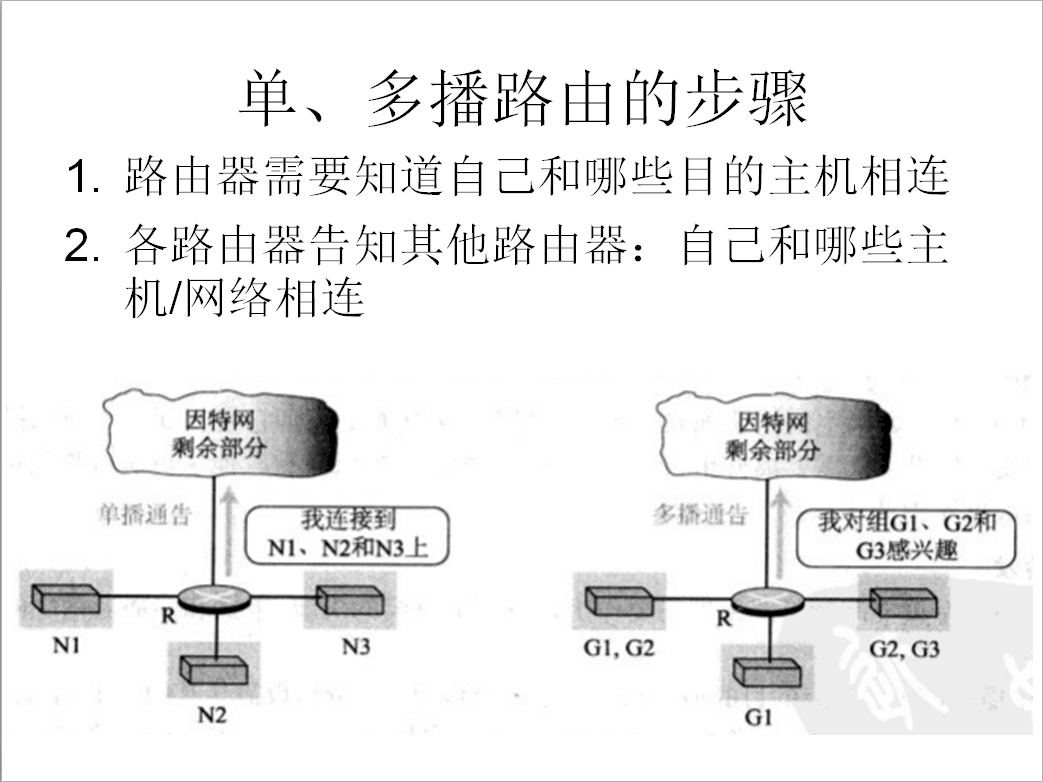 单、多播路由的步骤
1. 路由器需要知道自己和哪些目的主机相连
2. 各路由器告知其他路由器：自己和哪些主
机/网络相连
因特网
剩余部分
单播通告
我连接到
N1、N2和N3上
R
N1
N3
N2
因特网
剩余部分
多播通告
我对组G1、G2和
G3感兴趣
R
G1, G2
G2, G3
G1